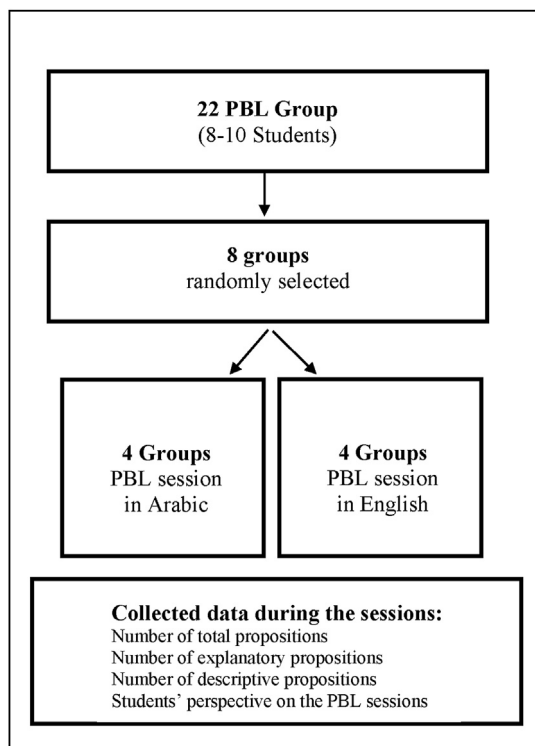 22 PBL Group
(8-10 Students)
8 groups
randomly selected
4 Groups
PBL session
in Arabic
4 Groups
PBL session
in English
Collected data during the sessions:
Number of total propositions
Number of explanatory propositions
Number of descriptive propositions
Students’ perspective on the PBL sessions